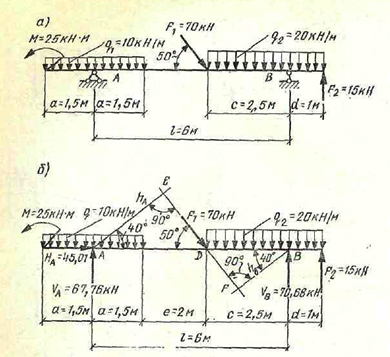 а)
M=25кН·м
q₁=10кН/м
F₁=70кН
50°
q₂=20кН/м
A
B
F₂=15кН
a=1,5м
a=1,5м
c=2,5м
d=1м
l=6м
б)
M=25кН·м
q=10кН/м
E
hA
90°
40°
50°
F₁=70кН
q₂=20кН/м
HA=45,01
A
D
90°
40°
B
F
F₂=15кН
VA=67,76кН
VB=70,68кН
a=1,5м
a=1,5м
e=2м
c=2,5м
d=1м
l=6м